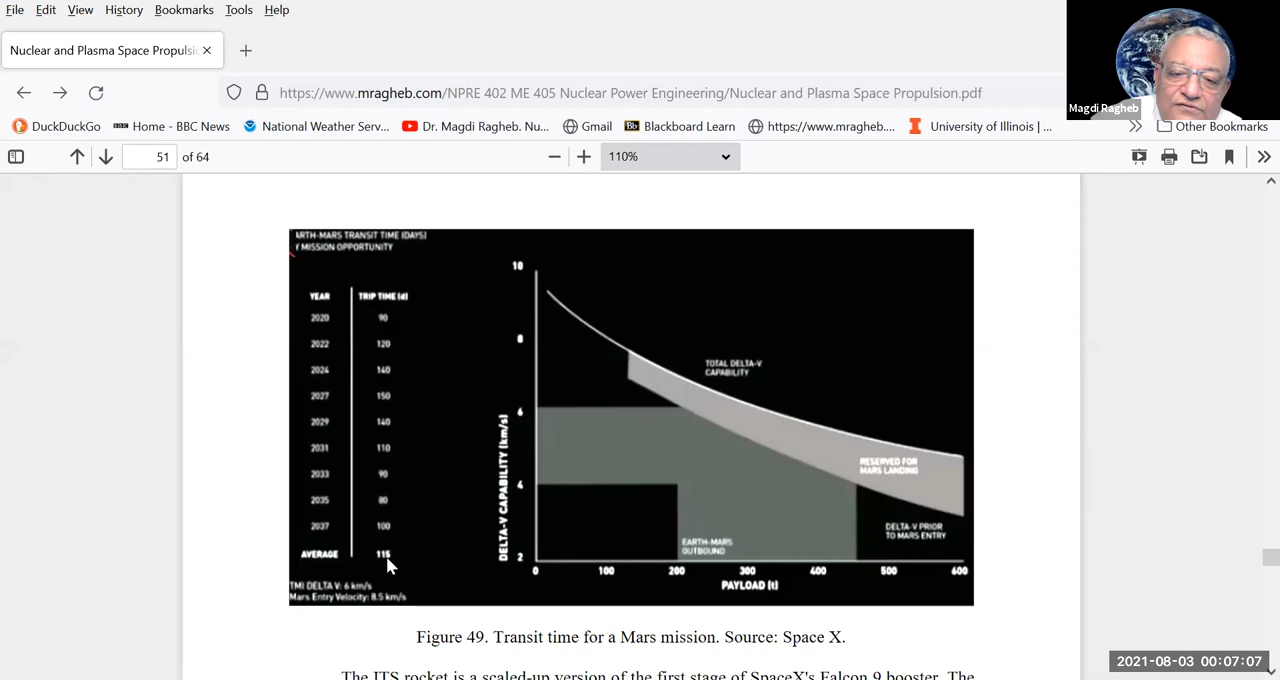 File Edit View History Bookmarks Tools Help
Nuclear and Plasma Space Propulsic
https://www.mragheb.com/NPRE 402 ME 405 Nuclear Power Engineering/Nuclear and Plasma Space Propulsion.pdf
Magdi Ragheb
DuckDuckGo BBC Home - BBC News National Weather Serv... Dr. Magdi Ragheb. Nu... Gmail Bb Blackboard Learn https://www.mragheb.... University of Illinois |... Other Bookmarks
51 of 64 110%
ARTH-MARS TRANSIT TIME (DAYS)
MISSION OPPORTUNITY
YEAR TRIP TIME (d)
2020 90
2022 120
2024 140
2027 150
2029 140
2031 110
2033 90
2035 80
2037 100
AVERAGE 115
TMI DELTA V: 6 km/s
Mars Entry Velocity: 8.5 km/s
DELTA-V CAPABILITY (km/s)
10
8
6
4
2
TOTAL DELTA-V
CAPABILITY
RESERVED FOR
MARS LANDING
DELTA-V PRIOR
TO MARS ENTRY
EARTH-MARS
OUTBOUND
0 100 200 300 400 500 600
PAYLOAD (t)
Figure 49. Transit time for a Mars mission. Source: Space X.
The ITS rocket is a scaled-up version of the first stage of SpaceX's Falcon 9 booster. The
2021-08-03 00:07:07